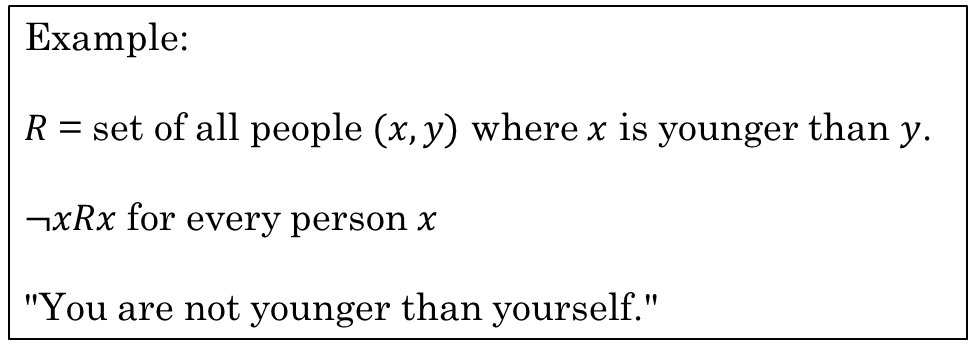 Example:
R = set of all people (x, y) where x is younger than y.
¬xRx for every person x
"You are not younger than yourself."